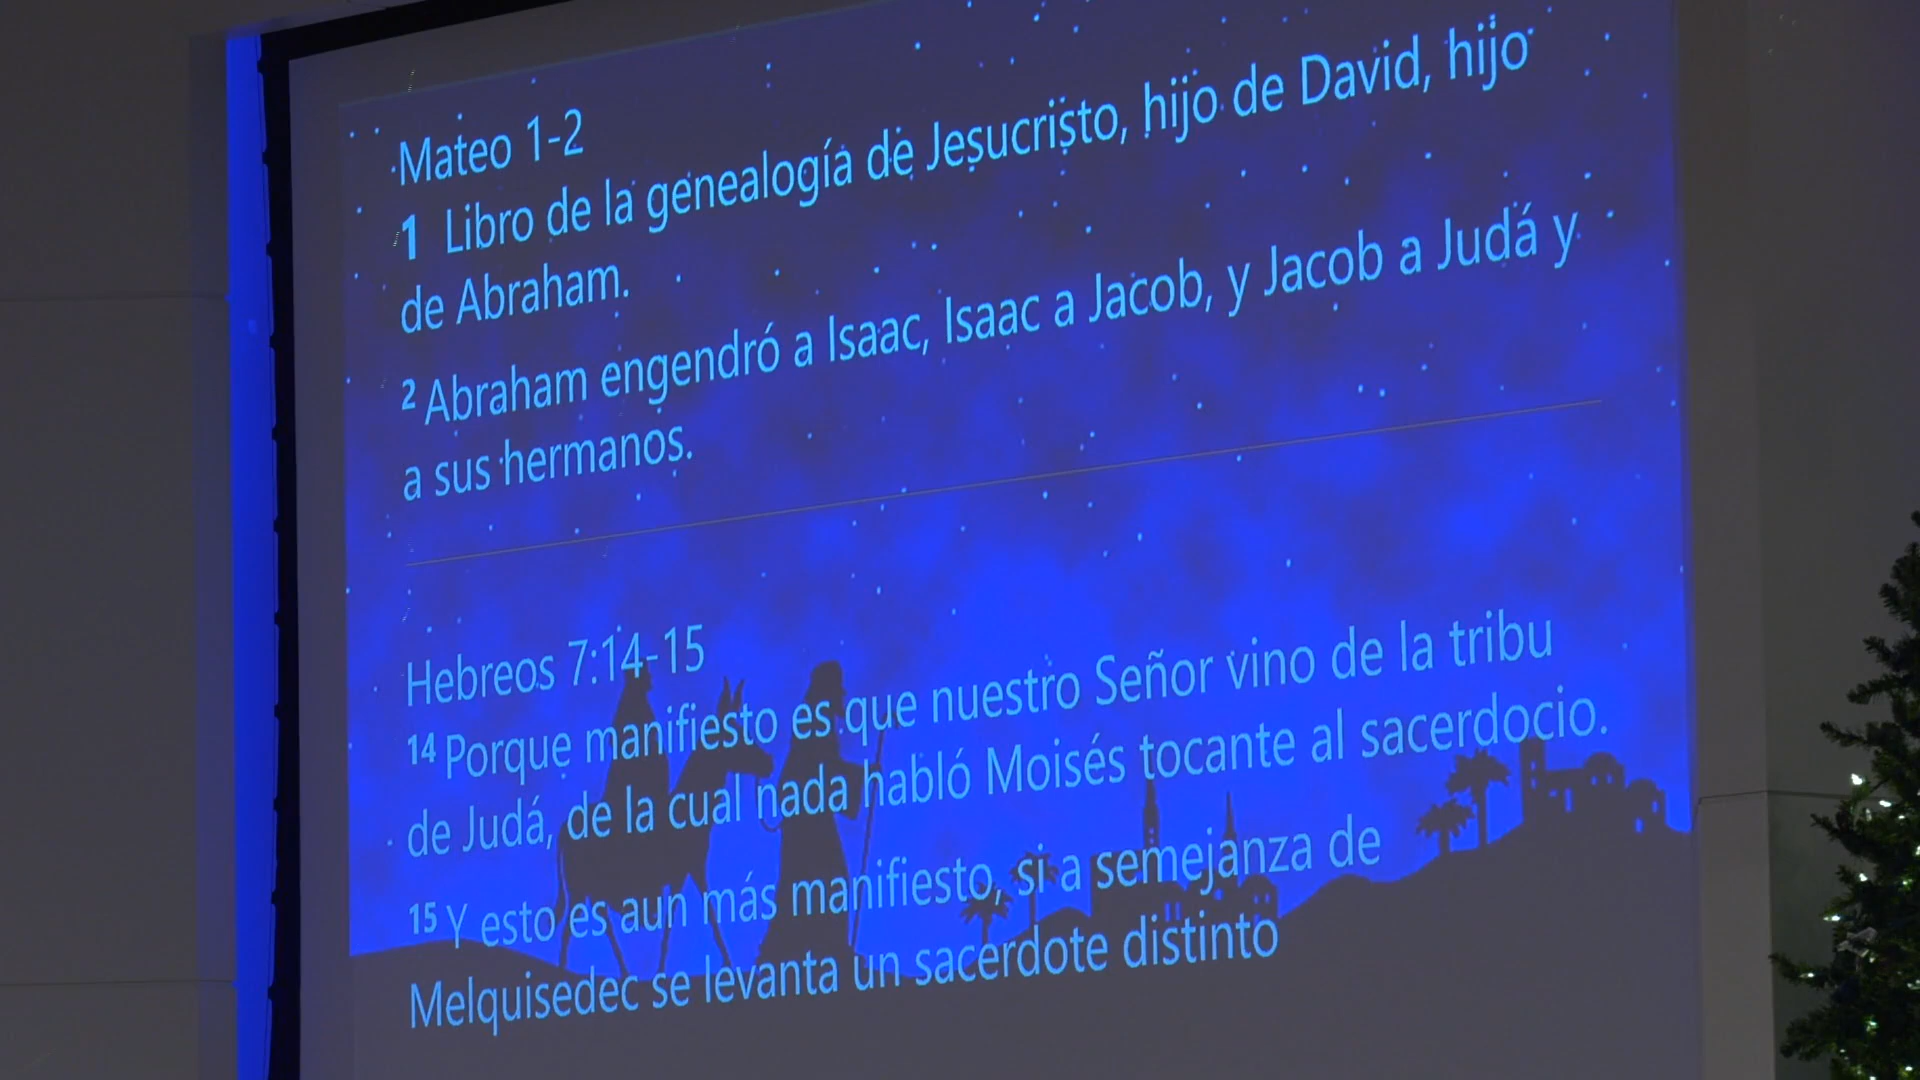 Mateo 1-2
1 Libro de la genealogía de Jesucristo, hijo de David, hijo
de Abraham.
2 Abraham engendró a Isaac, Isaac a Jacob, y Jacob a Judá y
a sus hermanos.
Hebreos 7:14-15
14 Porque manifiesto es que nuestro Señor vino de la tribu
de Judá, de la cual nada habló Moisés tocante al sacerdocio.
15 Y esto es aun más manifiesto, si a semejanza de
Melquisedec se levanta un sacerdote distinto